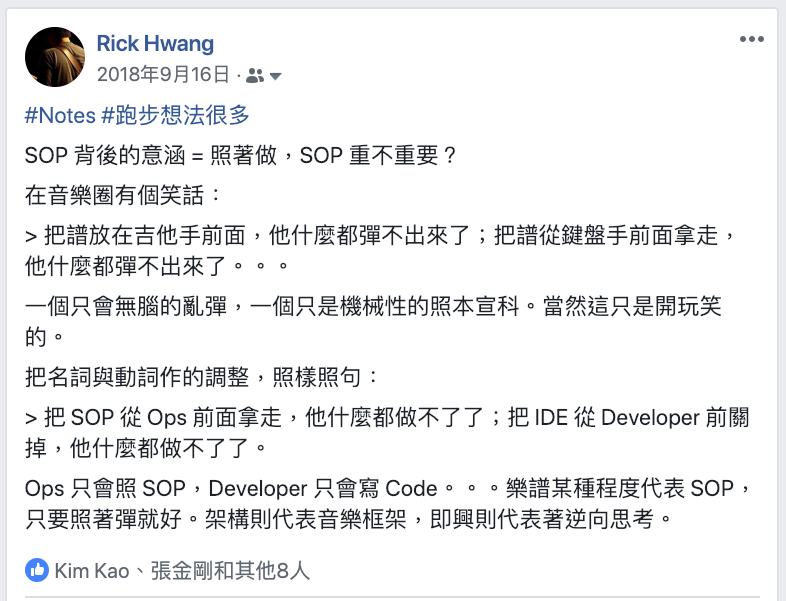 Rick Hwang
2018年9月16日 ·
#Notes #跑步想法很多
SOP 背後的意涵 = 照著做，SOP 重不重要？
在音樂圈有個笑話：
> 把譜放在吉他手前面，他什麼都彈不出來了；把譜從鍵盤手前面拿走，
他什麼都彈不出來了。。。
一個只會無腦的亂彈，一個只是機械性的照本宣科。當然這只是開玩笑
的。
把名詞與動詞作的調整，照樣照句：
> 把 SOP 從 Ops 前面拿走，他什麼都做不了了；把 IDE 從 Developer 前關
掉，他什麼都做不了了。
Ops 只會照 SOP，Developer 只會寫 Code。。。樂譜某種程度代表 SOP，
只要照著彈就好。架構則代表音樂框架，即興則代表著逆向思考。
Kim Kao、張金剛和其他8人